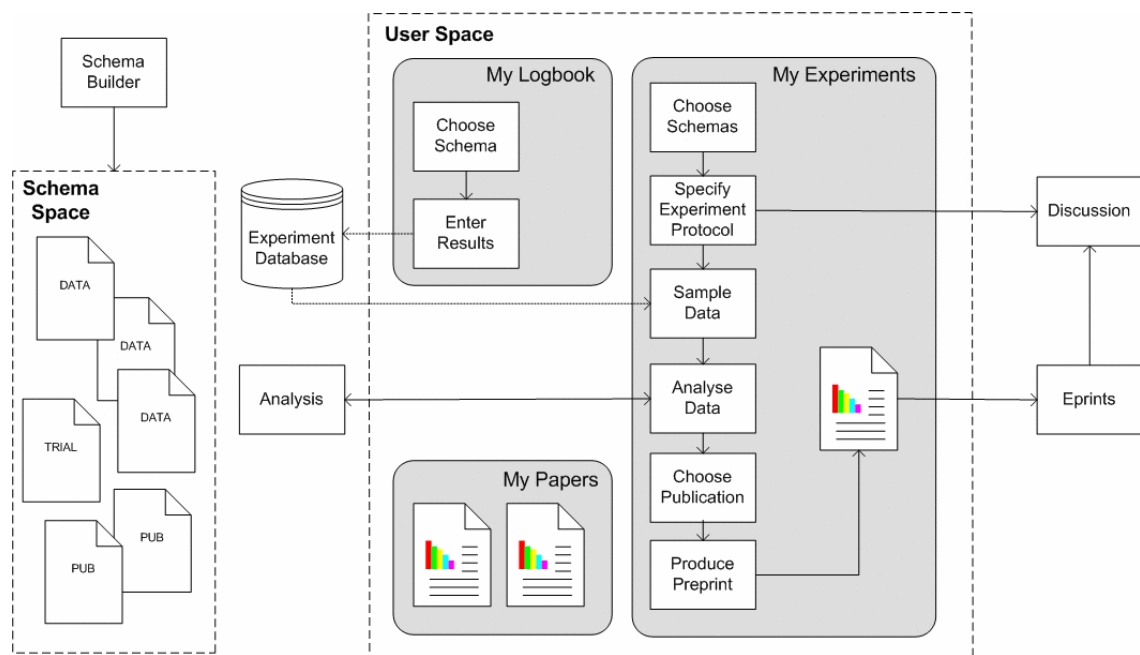 Schema
Builder
Schema
Space
DATA
DATA
DATA
TRIAL
PUB
PUB
Experiment
Database
Analysis
User Space
My Logbook
Choose
Schema
Enter
Results
My Papers
My Experiments
Choose
Schemas
Specify
Experiment
Protocol
Sample
Data
Analyse
Data
Choose
Publication
Produce
Preprint
Discussion
Eprints